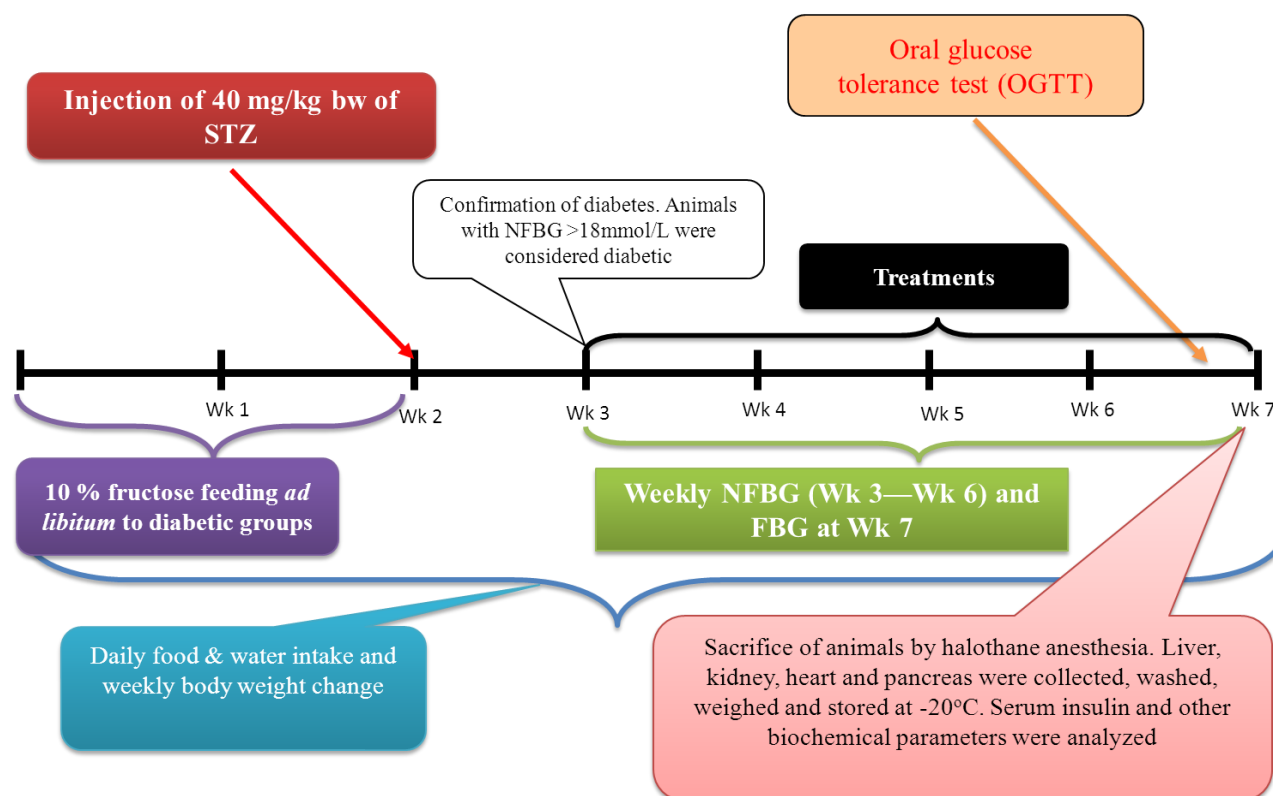 Oral glucose
tolerance test (OGTT)
Injection of 40 mg/kg bw of
STZ
Confirmation of diabetes. Animals
with NFBG >18mmol/L were
considered diabetic
Treatments
Wk 1
Wk 2
Wk 3
Wk 4
Wk 5
Wk 6
Wk 7
10 % fructose feeding ad
libitum to diabetic groups
Weekly NFBG (Wk 3—Wk 6) and
FBG at Wk 7
Daily food & water intake and
weekly body weight change
Sacrifice of animals by halothane anesthesia. Liver,
kidney, heart and pancreas were collected, washed,
weighed and stored at -20°C. Serum insulin and other
biochemical parameters were analyzed